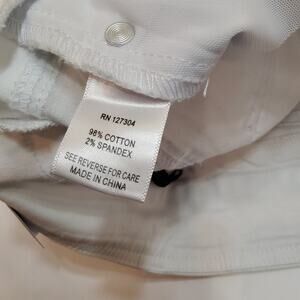 RN 127304
98% COTTON
2% SPANDEX
SEE REVERSE FOR CARE
MADE IN CHINA